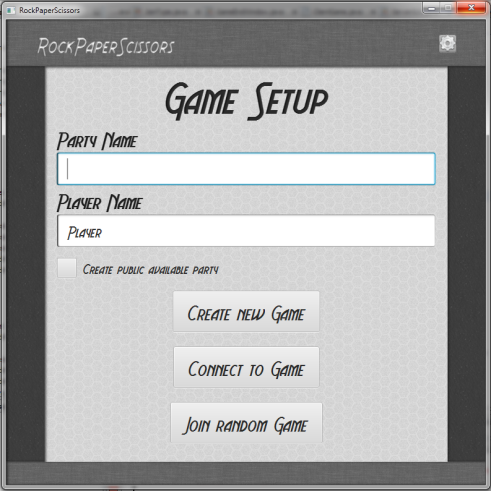 RockPaperScissors
RockPaperScissors
Game Setup
Party Name
Player Name
Player
Create public available party
Create new Game
Connect to Game
Join random Game